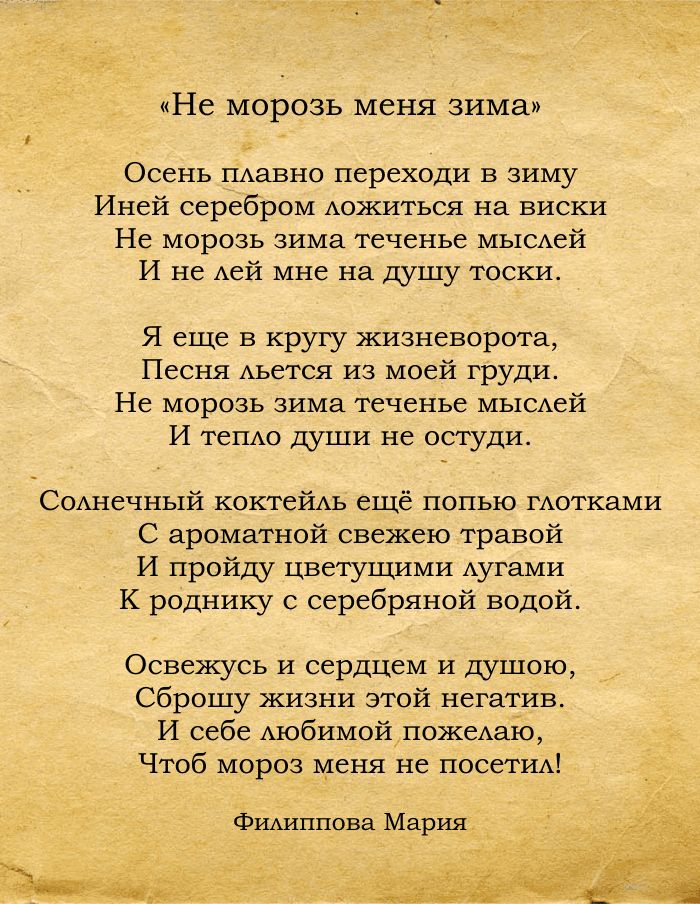 «Не морозь меня зима»
Осень плавно переходи в зиму
Иней серебром ложиться на виски
Не морозь зима теченье мыслей
И не лей мне на душу тоски.
Я еще в кругу жизневорота,
Песня льется из моей груди.
Не морозь зима теченье мыслей
И тепло души не остуди.
Солнечный коктейль ещё попью глотками
С ароматной свежею травой
И пройду цветущими лугами
К роднику с серебряной водой.
Освежусь и сердцем и душою,
Сброшу жизни этой негатив.
И себе любимой пожелаю,
Чтоб мороз меня не посетил!
Филиппова Мария